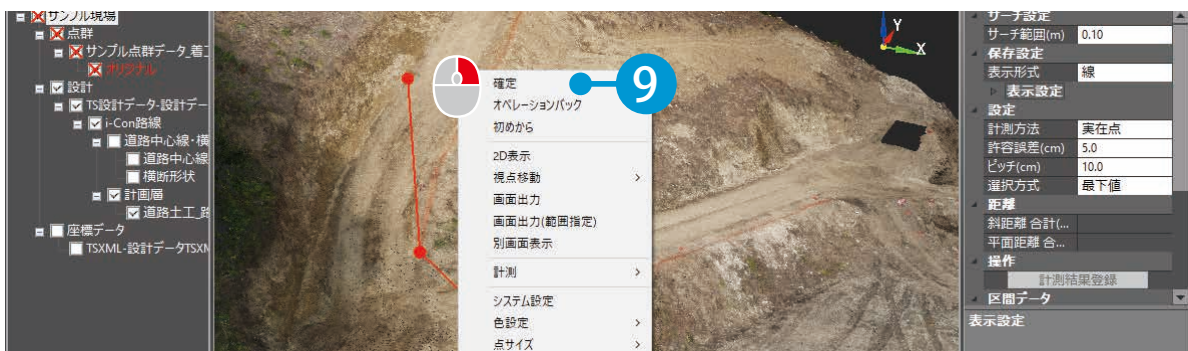 サンプル現場
点群
サンプル点群データ_着工
オリジナル
設計
TS設計データ-設計デー
i-Con路線
道路中心線・横
道路中心線
横断形状
計画層
道路土工_路
座標データ
TSXML-設計データTSXM
Y
X
確定
オペレーションバック
初めから
2D表示
視点移動 >
画面出力
画面出力(範囲指定)
別画面表示
計測 >
システム設定
色設定 >
点サイズ >
9
サーチ設定
サーチ範囲(m) 0.10
保存設定
表示形式 線
表示設定
設定
計測方法 実在点
許容誤差(cm) 5.0
ピッチ(cm) 10.0
選択方式 最下値
距離
斜距離 合計(...
平面距離 合...
操作
計測結果登録
区間データ
表示設定